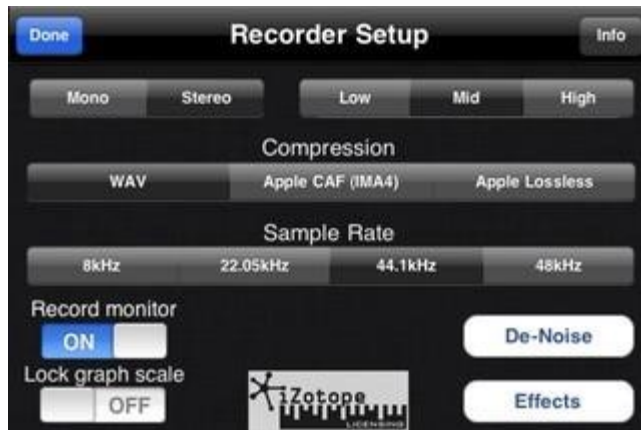 Done Recorder Setup Info
Mono Stereo Low Mid High
Compression
WAV Apple CAF (IMA4) Apple Lossless
Sample Rate
8kHz 22.05kHz 44.1kHz 48kHz
Record monitor
ON
De-Noise
Lock graph scale
OFF
iZotope
LICENSING
Effects